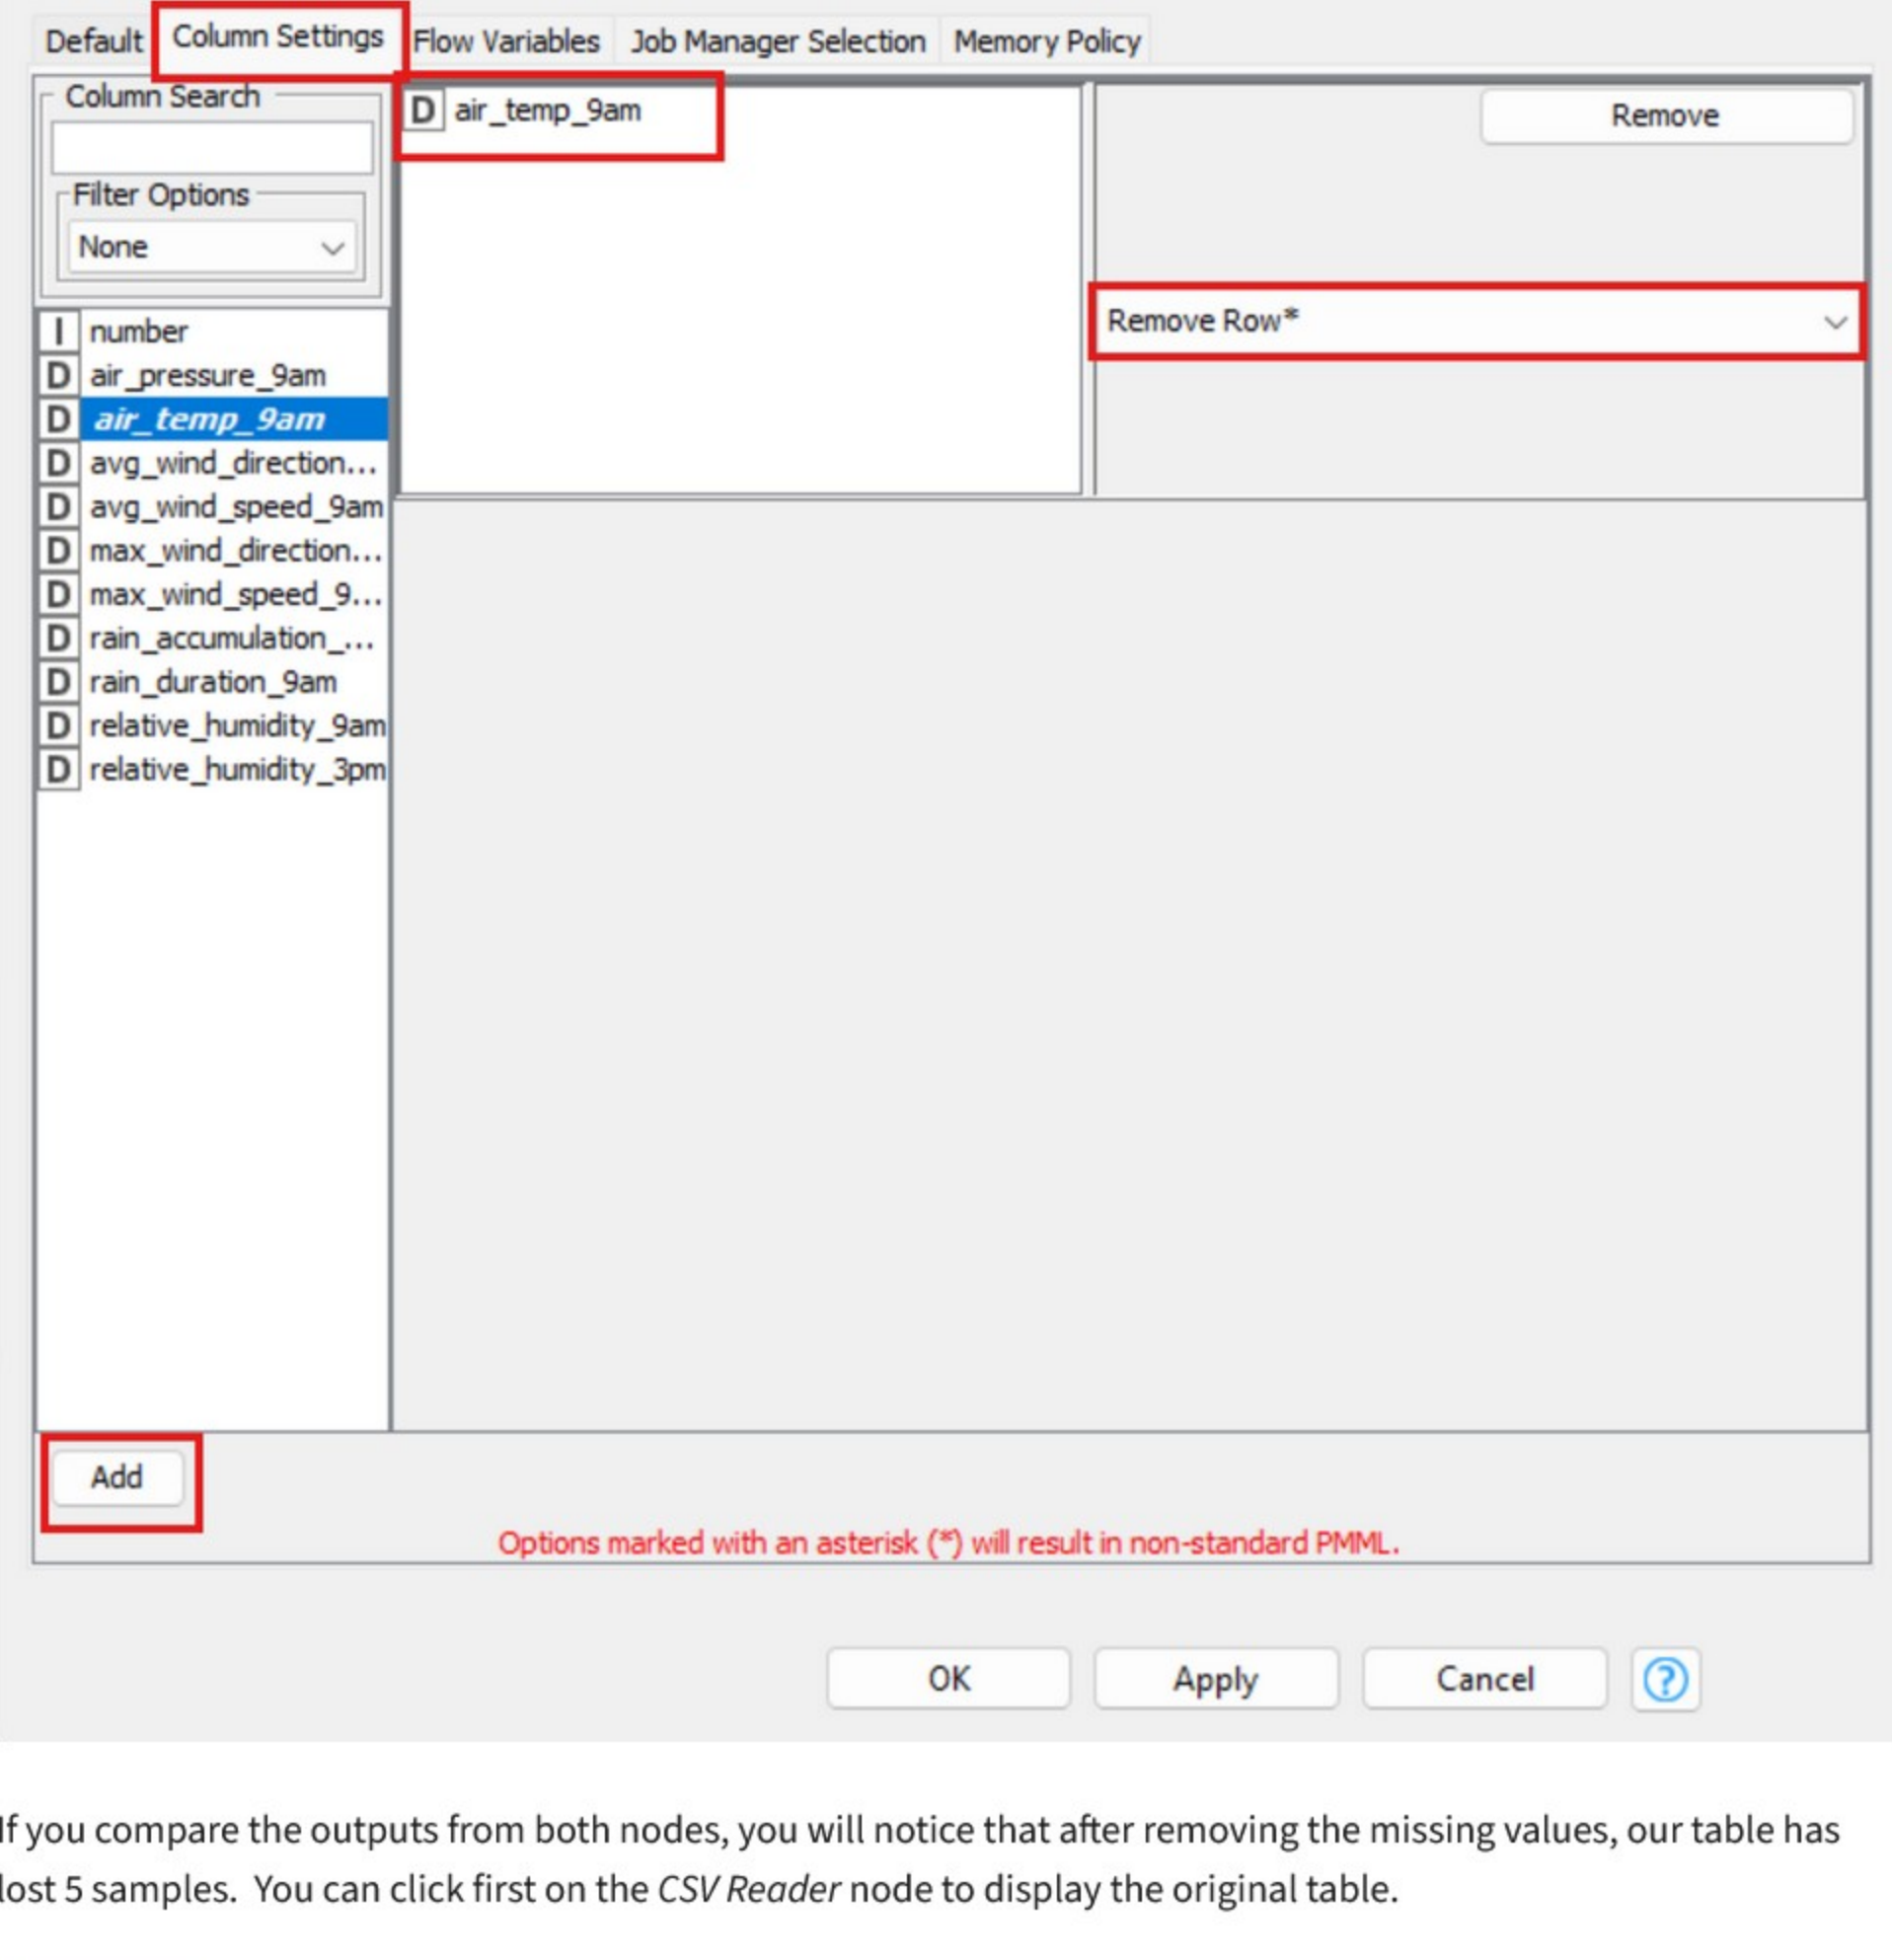 Default Column Settings Flow Variables Job Manager Selection Memory Policy
Column Search
Filter Options
None
I number
D air_pressure_9am
D air_temp_9am
D avg_wind_direction...
D avg_wind_speed_9am
D max_wind_direction...
D max_wind_speed_9...
D rain_accumulation_...
D rain_duration_9am
D relative_humidity_9am
D relative_humidity_3pm
D air_temp_9am
Remove
Remove Row*
Add
Options marked with an asterisk (*) will result in non-standard PMML.
OK Apply Cancel ?
If you compare the outputs from both nodes, you will notice that after removing the missing values, our table has
lost 5 samples. You can click first on the CSV Reader node to display the original table.